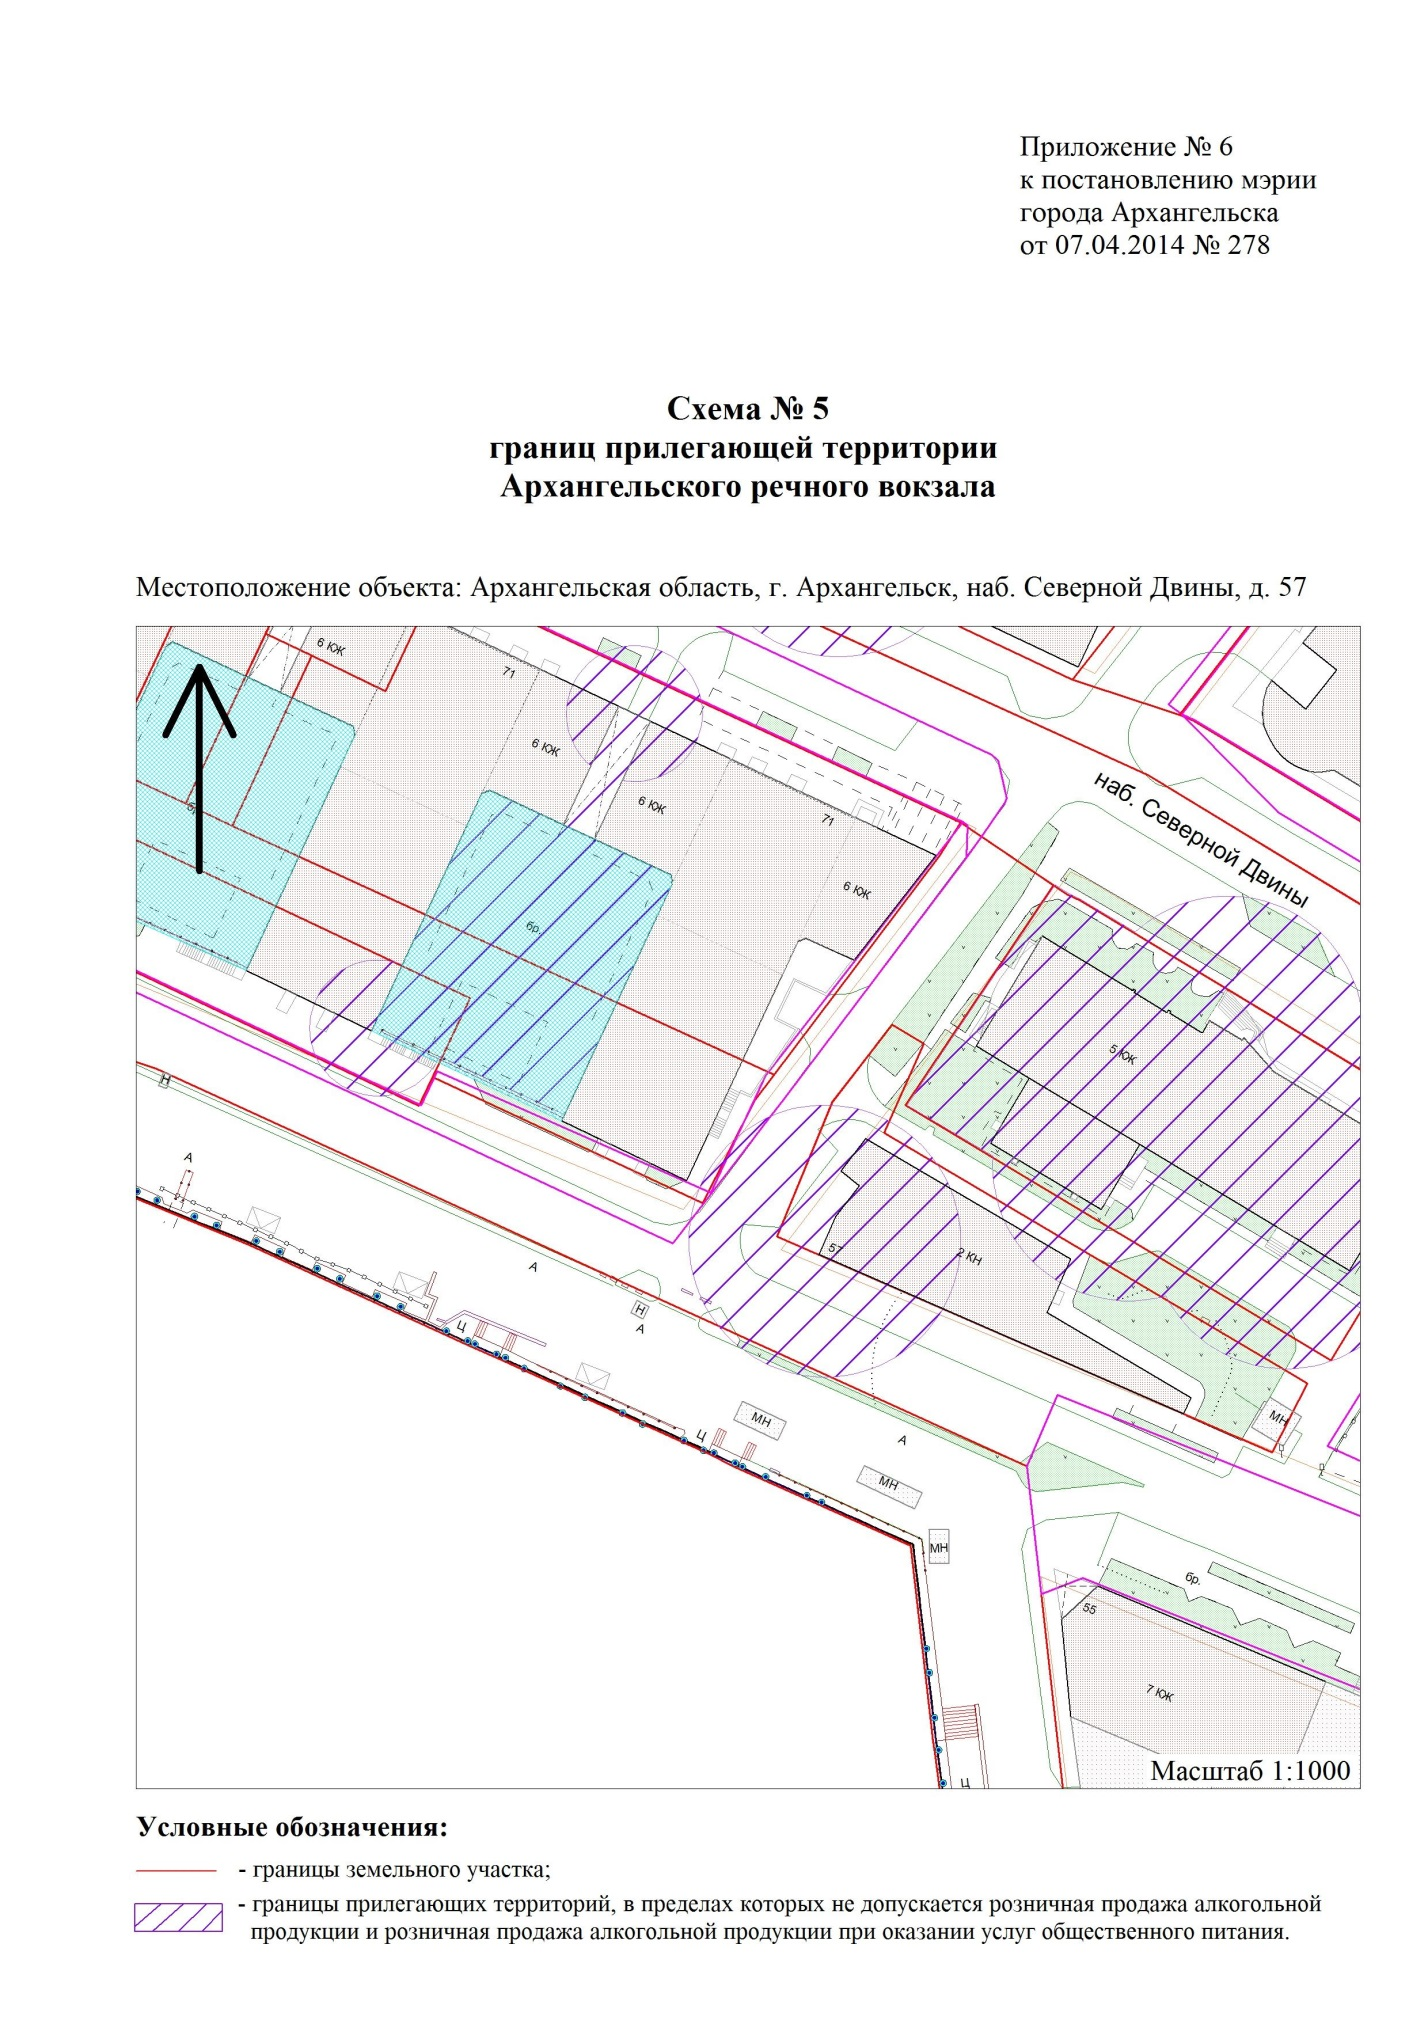 Приложение № 6
к постановлению мэрии
города Архангельска
от 07.04.2014 № 278
Схема № 5
границ прилегающей территории
Архангельского речного вокзала
Местоположение объекта: Архангельская область, г. Архангельск, наб. Северной Двины, д. 57
6 КЖ
71
6 КЖ
6 КЖ
71
6 КЖ
наб. Северной Двины
бр.
5 КЖ
Н
А
57
2 КН
А
Н
А
Ц
МН
Ц
А
МН
МН
МН
бр.
55
7 КЖ
Ц
Масштаб 1:1000
Условные обозначения:
- границы земельного участка;
- границы прилегающих территорий, в пределах которых не допускается розничная продажа алкогольной
продукции и розничная продажа алкогольной продукции при оказании услуг общественного питания.